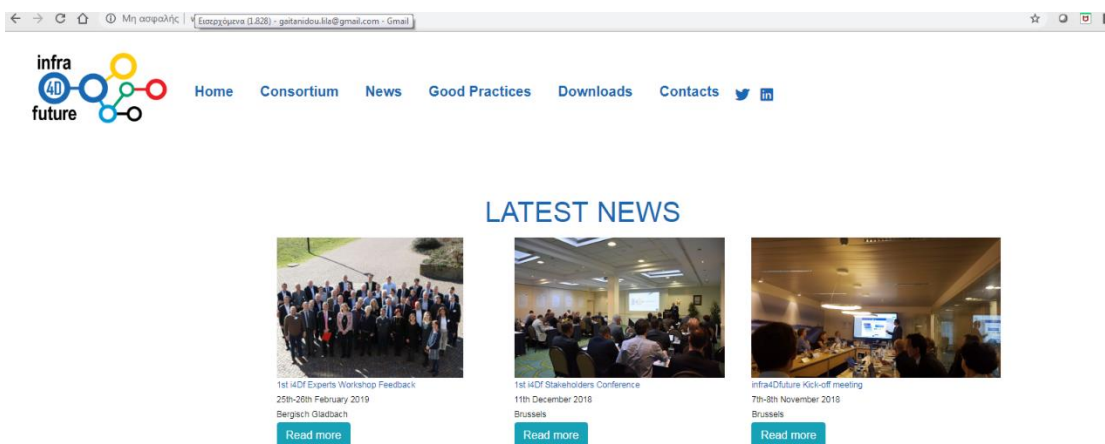 Μη ασφαλής
Εισερχόμενα (1.828) - gaitanidou.lila@gmail.com - Gmail
infra
4D
future
Home Consortium News Good Practices Downloads Contacts
in
LATEST NEWS
1st i4Df Experts Workshop Feedback
25th-26th February 2019
Bergisch Gladbach
Read more
1st i4Df Stakeholders Conference
11th December 2018
Brussels
Read more
infra4Dfuture Kick-off meeting
7th-8th November 2018
Brussels
Read more